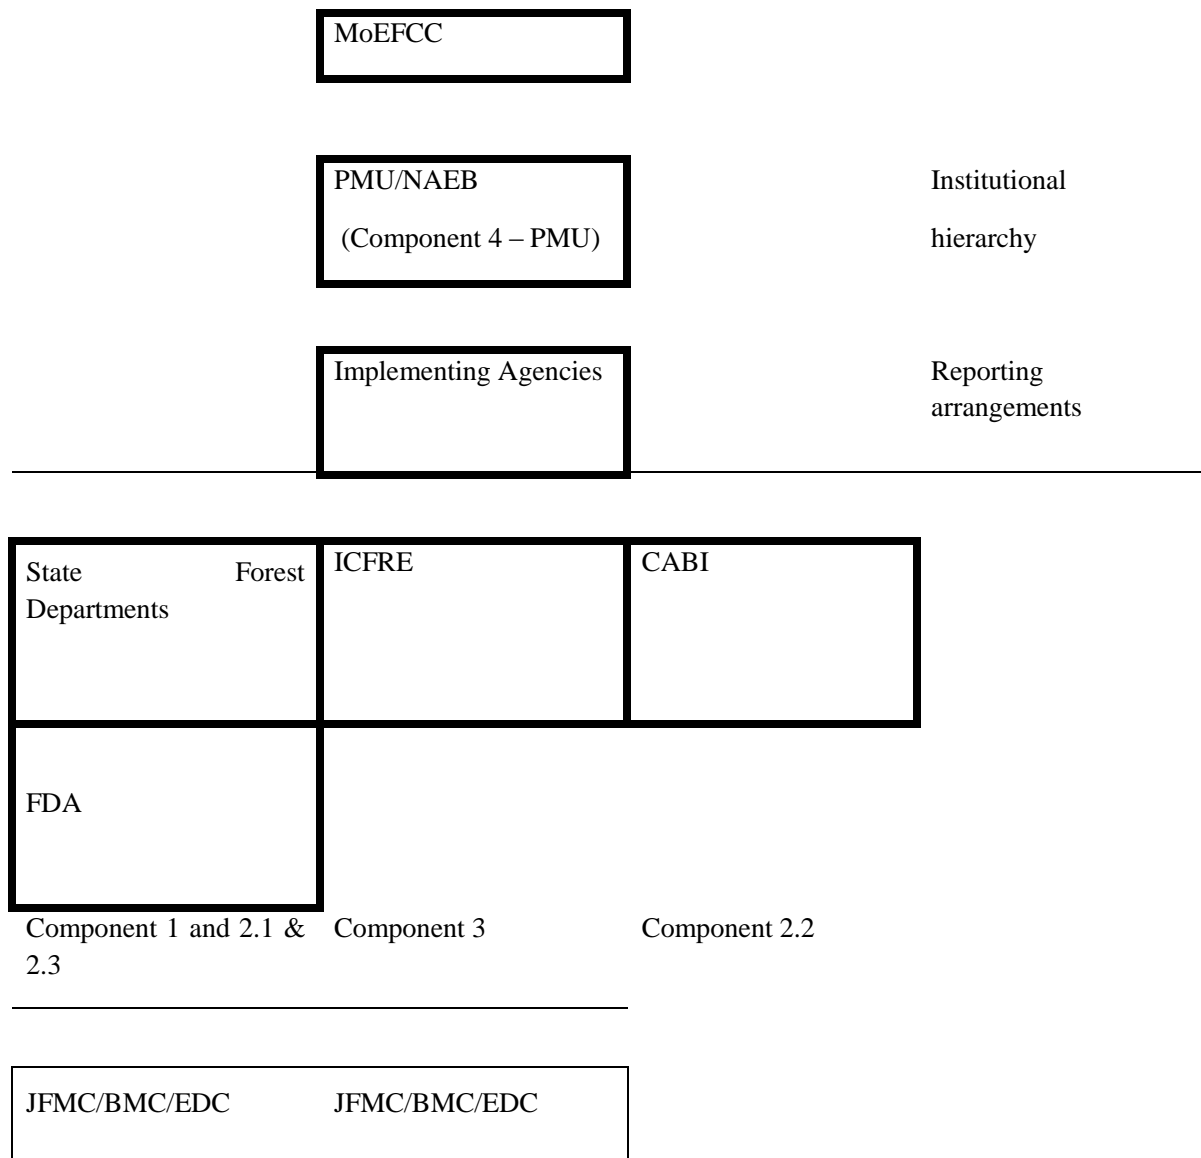 MoEFCC
PMU/NAEB
(Component 4 – PMU)
Institutional
hierarchy
Implementing Agencies
Reporting
arrangements
State Forest
Departments
ICFRE
CABI
FDA
Component 1 and 2.1 &
2.3
Component 3
Component 2.2
JFMC/BMC/EDC
JFMC/BMC/EDC